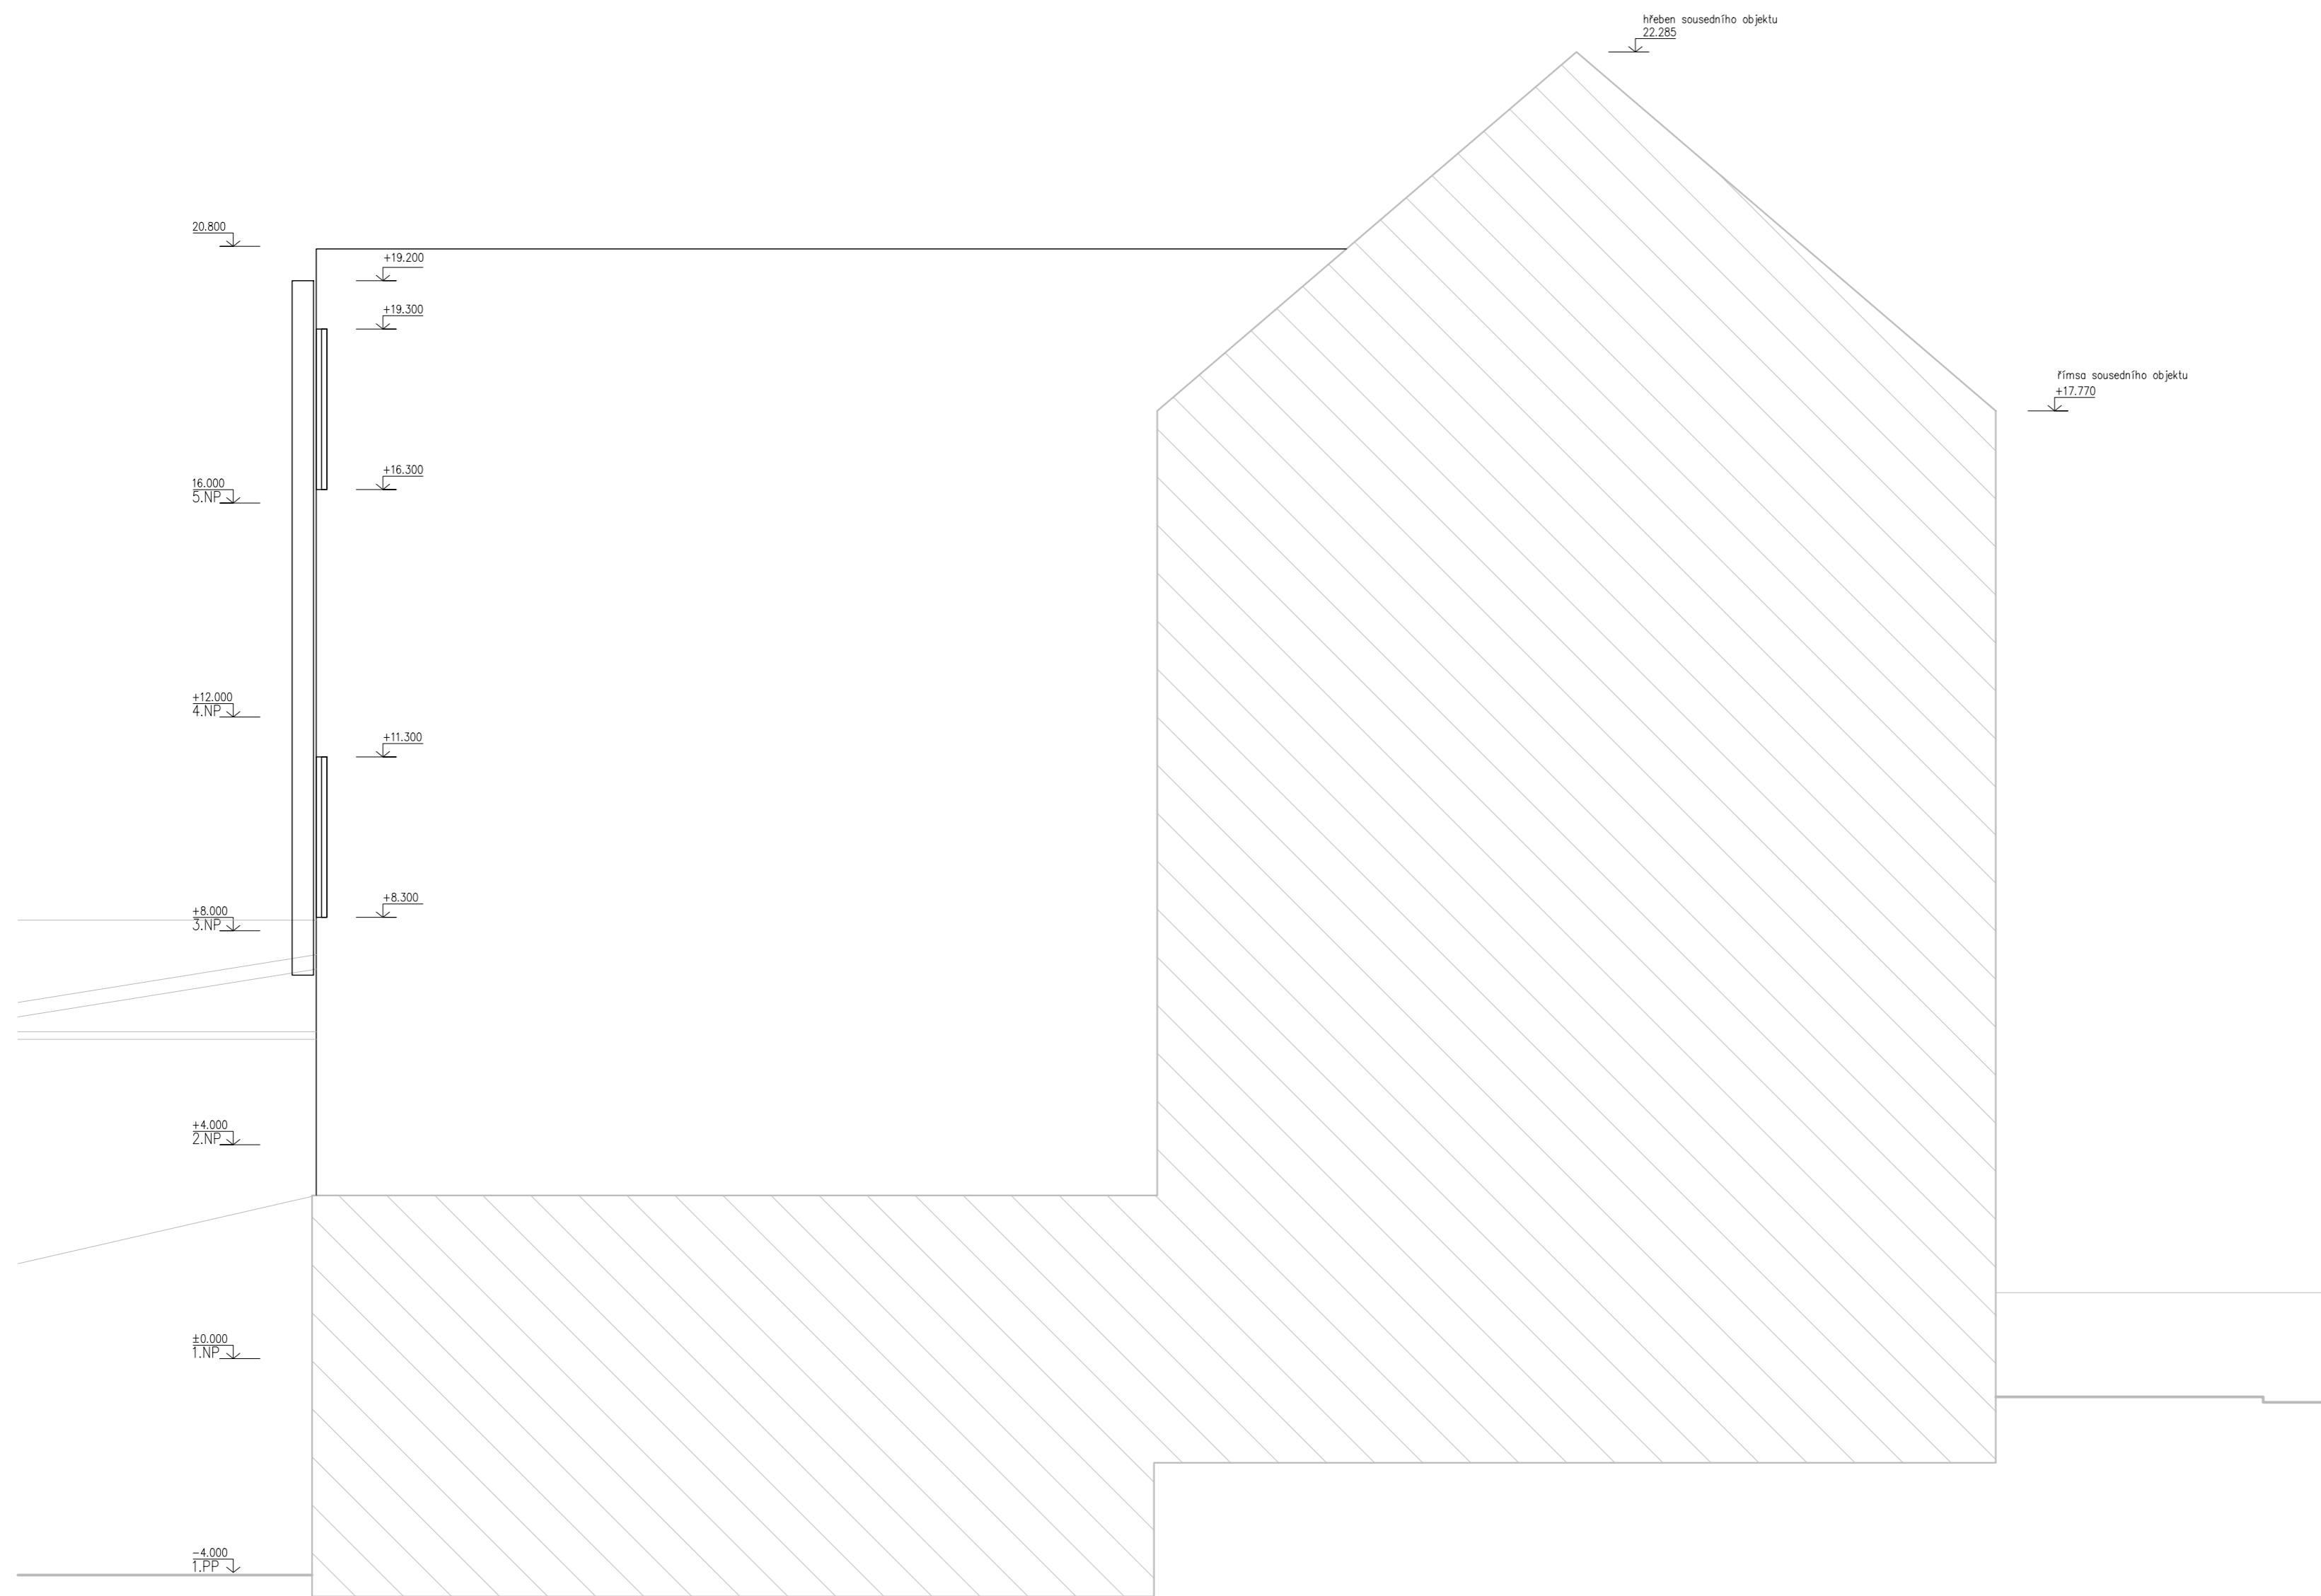 hřeben sousedního objektu
22.285
20.800
+19.200
+19.300
římsa sousedního objektu
+17.770
+16.300
16.000
5.NP
+12.000
4.NP
+11.300
+8.300
+8.000
3.NP
+4.000
2.NP
±0.000
1.NP
-4.000
1.PP